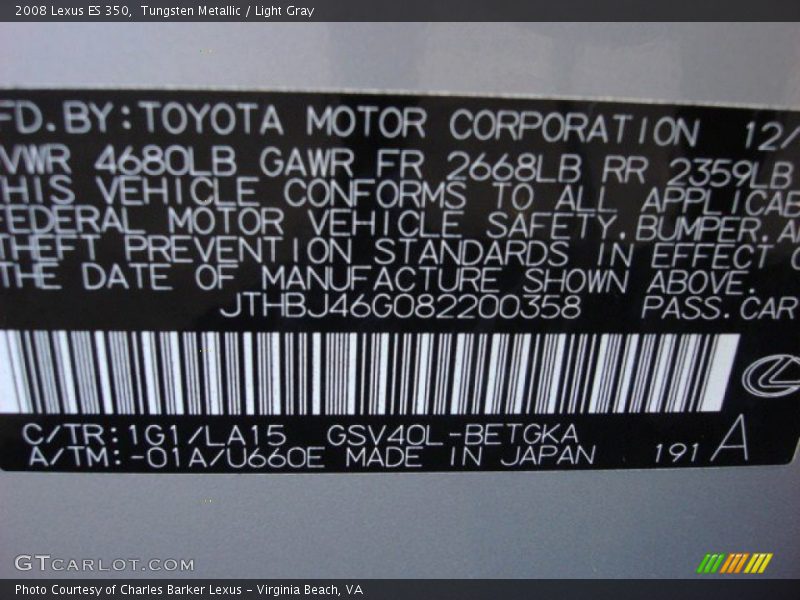 2008 Lexus ES 350, Tungsten Metallic / Light Gray
FD. BY: TOYOTA MOTOR CORPORATION 12/
VWR 4680LB GAWR FR 2668LB RR 2359LB
HIS VEHICLE CONFORMS TO ALL APPLICAB
FEDERAL MOTOR VEHICLE SAFETY, BUMPER, AN
THEFT PREVENTION STANDARDS IN EFFECT O
THE DATE OF MANUFACTURE SHOWN ABOVE.
JTHBJ46G082200358 PASS. CAR
C/TR: 1G1/LA15 GSV40L-BETGKA
A/TM: -01A/U660E MADE IN JAPAN 191 A
GTCARLOT.COM
Photo Courtesy of Charles Barker Lexus - Virginia Beach, VA